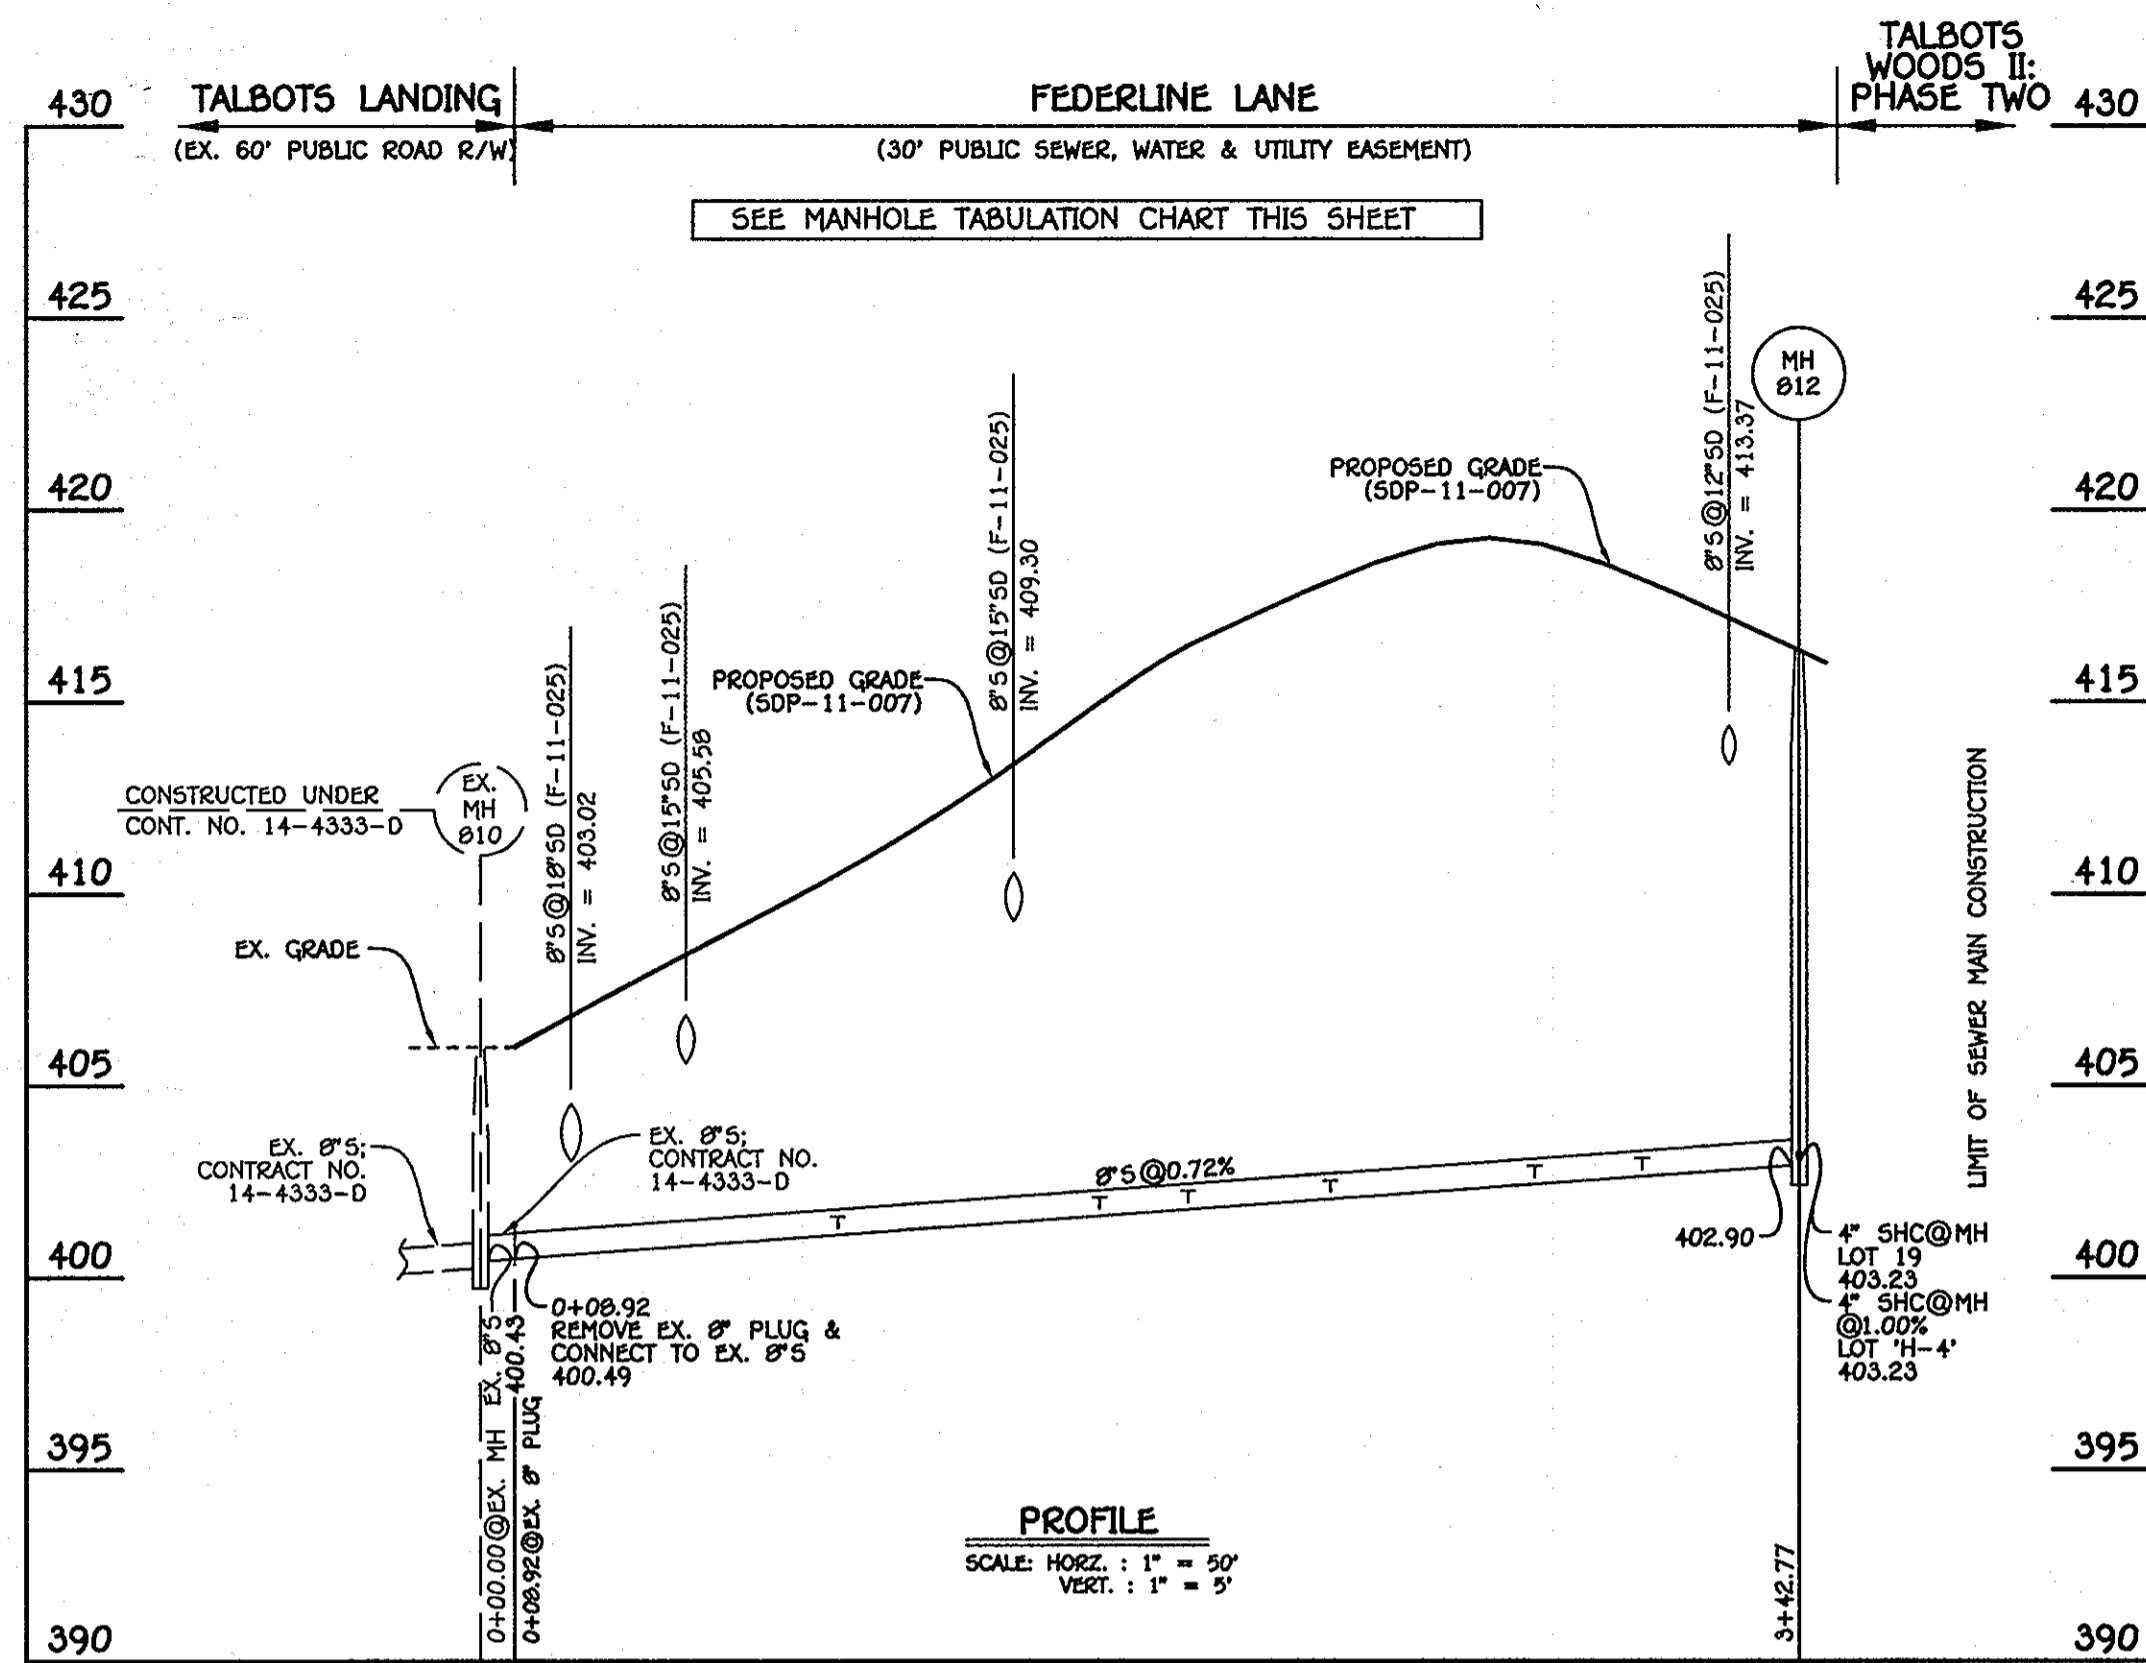 TALBOTS
WOODS II:
PHASE TWO
430
TALBOTS LANDING
FEDERLINE LANE
430
(EX. 60' PUBLIC ROAD R/W)
(30' PUBLIC SEWER, WATER & UTILITY EASEMENT)
SEE MANHOLE TABULATION CHART THIS SHEET
425
425
420
420
415
415
410
410
405
405
400
400
395
395
390
390
CONSTRUCTED UNDER
CONT. NO. 14-4333-D
EX.
MH
810
EX. GRADE
8"S@18"SD (F-11-025)
INV. = 403.02
8"S@15"SD (F-11-025)
INV. = 405.58
PROPOSED GRADE
(SDP-11-007)
8"S@15"SD (F-11-025)
INV. = 409.30
PROPOSED GRADE
(SDP-11-007)
8"S@12"SD (F-11-025)
INV. = 413.37
MH
812
LIMIT OF SEWER MAIN CONSTRUCTION
EX. 8"S;
CONTRACT NO.
14-4333-D
EX. 8"S;
CONTRACT NO.
14-4333-D
8"S@0.72%
T
T
T
T
T
T
402.90
4" SHC@MH
LOT 19
403.23
4" SHC@MH
@1.00%
LOT 'H-4'
403.23
0+08.92
REMOVE EX. 8" PLUG &
CONNECT TO EX. 8"S
400.49
0+00.00@EX. MH EX. 8"S
400.43
0+08.92@EX. 8" PLUG
3+42.77
PROFILE
SCALE: HORZ. : 1" = 50'
VERT. : 1" = 5'